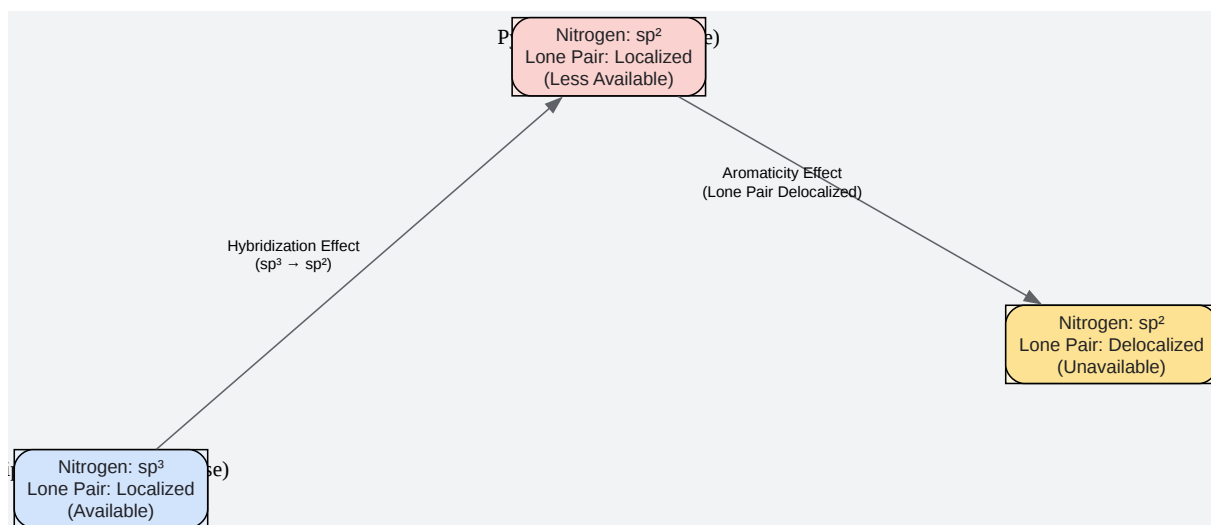 Nitrogen: sp²
Lone Pair: Localized
(Less Available)
Aromaticity Effect
(Lone Pair Delocalized)
Hybridization Effect
(sp³ → sp²)
Nitrogen: sp²
Lone Pair: Delocalized
(Unavailable)
Nitrogen: sp³
Lone Pair: Localized
(Available)